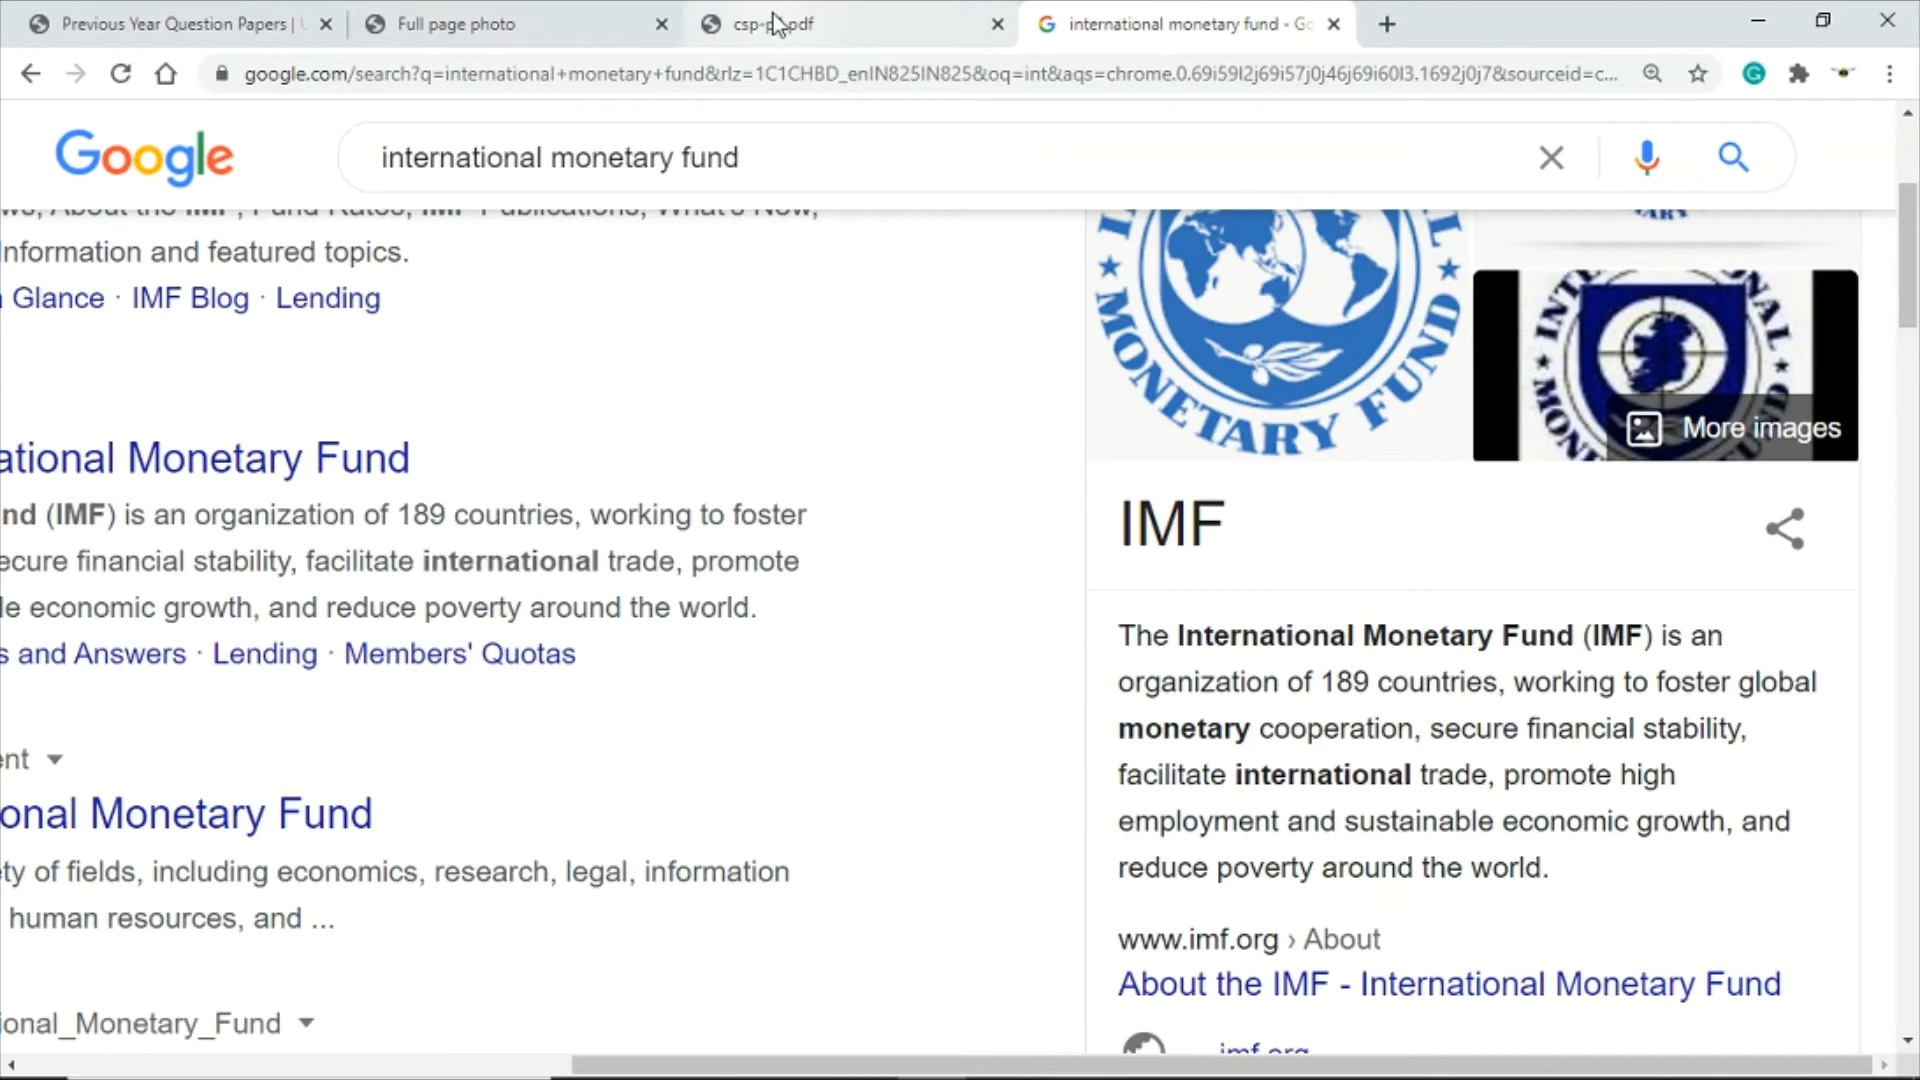 Previous Year Question Papers |
Full page photo
international monetary fund - Go
google.com/search?q=international+monetary+fund&rlz=1C1CHBD_enIN825IN825&oq=int&aqs=chrome.0.69i59l2j69i57j0j46j69i60l3.1692j0j7&sourceid=c...
Google
international monetary fund
nformation and featured topics.
Glance · IMF Blog · Lending
MONETARY FUND
INTERNATIONAL
More images
ational Monetary Fund
nd (IMF) is an organization of 189 countries, working to foster
ecure financial stability, facilitate international trade, promote
le economic growth, and reduce poverty around the world.
s and Answers · Lending · Members' Quotas
ent
onal Monetary Fund
ty of fields, including economics, research, legal, information
human resources, and ...
ional_Monetary_Fund
IMF
The International Monetary Fund (IMF) is an
organization of 189 countries, working to foster global
monetary cooperation, secure financial stability,
facilitate international trade, promote high
employment and sustainable economic growth, and
reduce poverty around the world.
www.imf.org › About
About the IMF - International Monetary Fund
imf.org